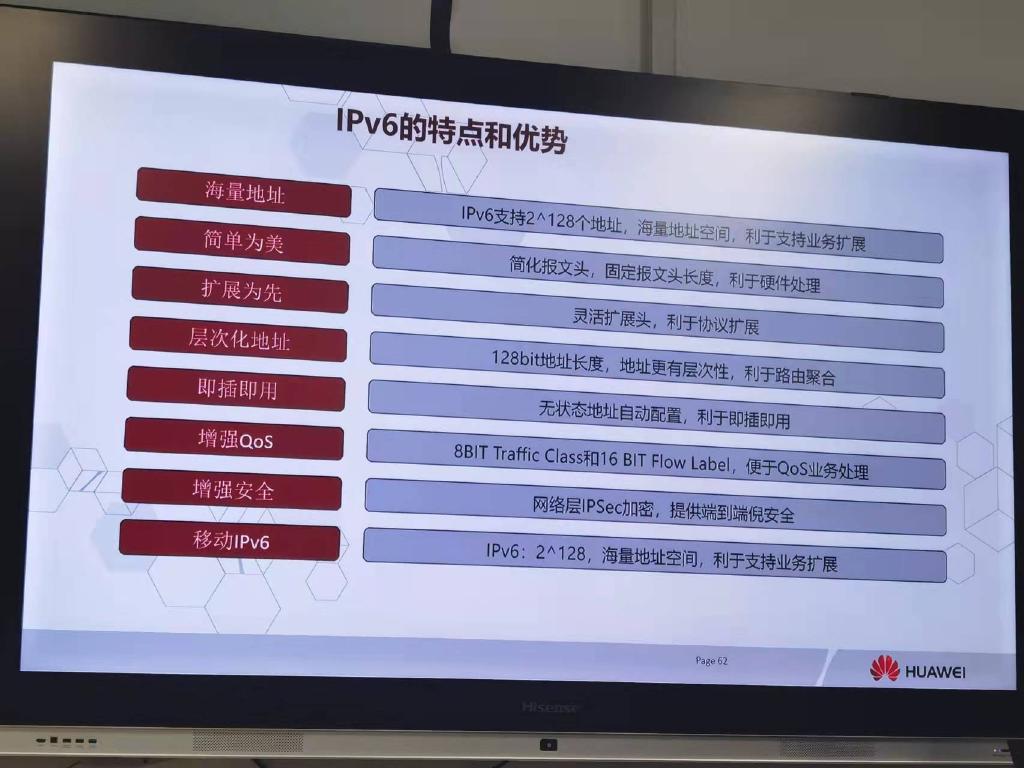 IPv6的特点和优势
海量地址
IPv6支持2^128个地址，海量地址空间，利于支持业务扩展
简单为美
简化报文头，固定报文头长度，利于硬件处理
扩展为先
灵活扩展头，利于协议扩展
层次化地址
128bit地址长度，地址更有层次性，利于路由聚合
即插即用
无状态地址自动配置，利于即插即用
增强QoS
8BIT Traffic Class和16 BIT Flow Label，便于QoS业务处理
增强安全
网络层IPSec加密，提供端到端倪安全
移动IPv6
IPv6：2^128，海量地址空间，利于支持业务扩展
Page 62
HUAWEI
Hisense